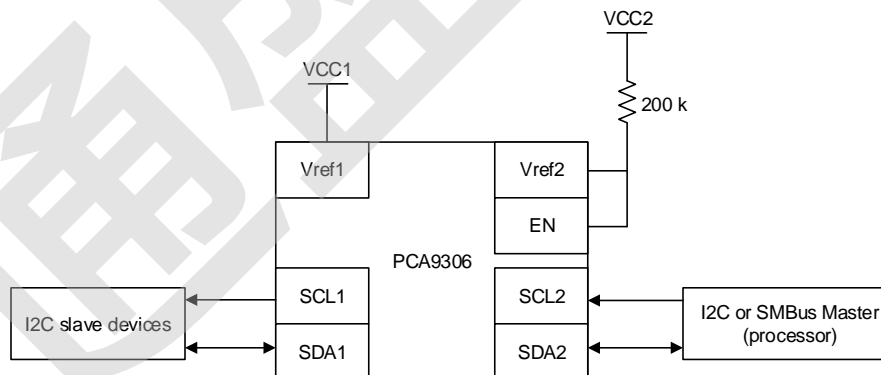 VCC2
VCC1
200 k
Vref1
Vref2
EN
PCA9306
SCL1
SCL2
I2C slave devices
I2C or SMBus Master
(processor)
SDA1
SDA2